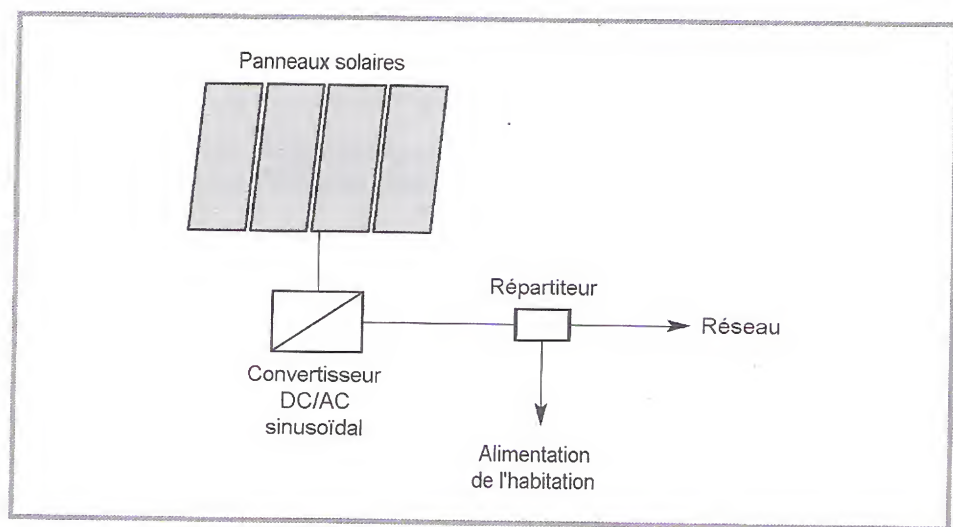 Panneaux solaires
Répartiteur
Réseau
Convertisseur
DC/AC
sinusoïdal
Alimentation
de l'habitation